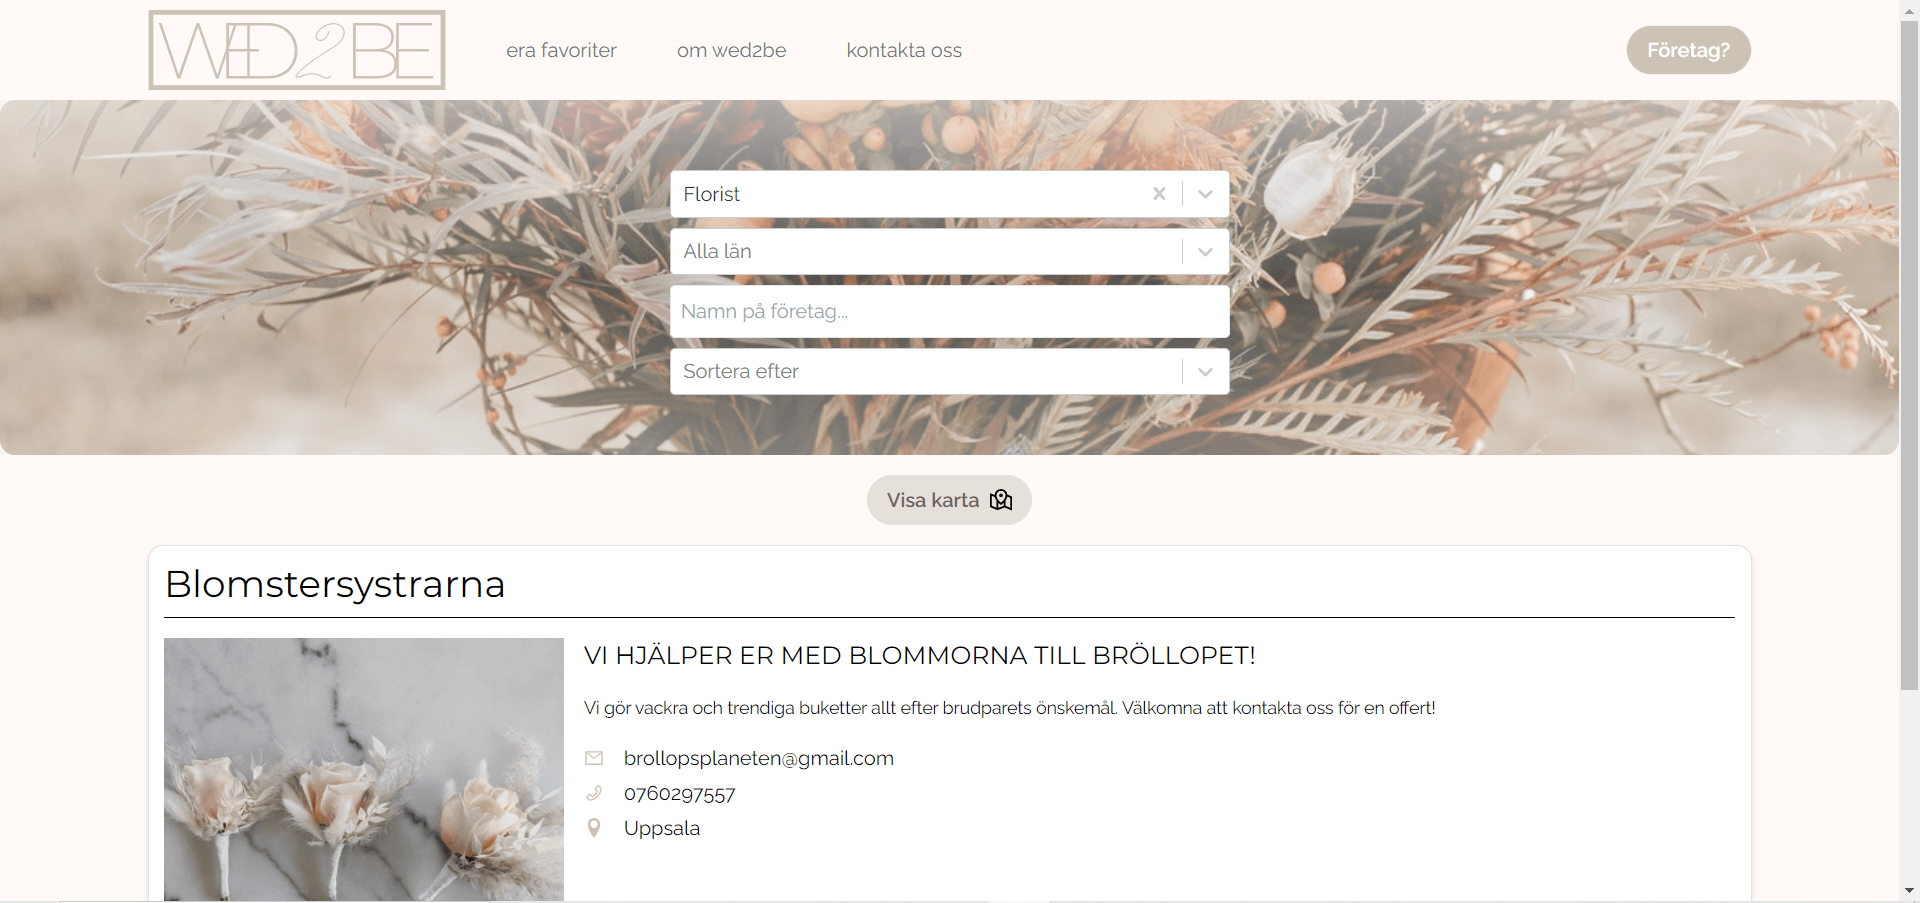 WED2BE
era favoriter
om wed2be
kontakta oss
Företag?
Florist
Alla län
Namn på företag...
Sortera efter
Visa karta
Blomstersystrarna
VI HJÄLPER ER MED BLOMMORNA TILL BRÖLLOPET!
Vi gör vackra och trendiga buketter allt efter brudparets önskemål. Välkomna att kontakta oss för en offert!
brollopsplaneten@gmail.com
0760297557
Uppsala